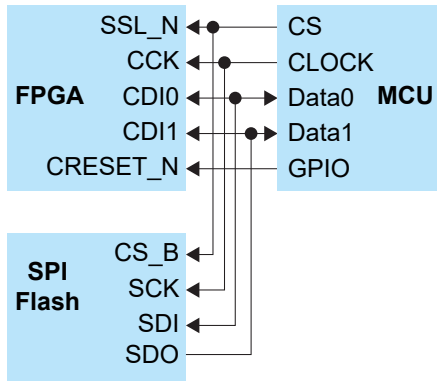 SSL_N CS
CCK CLOCK
FPGA CDI0 Data0 MCU
CDI1 Data1
CRESET_N GPIO
CS_B
SPI
SCK
Flash
SDI
SDO